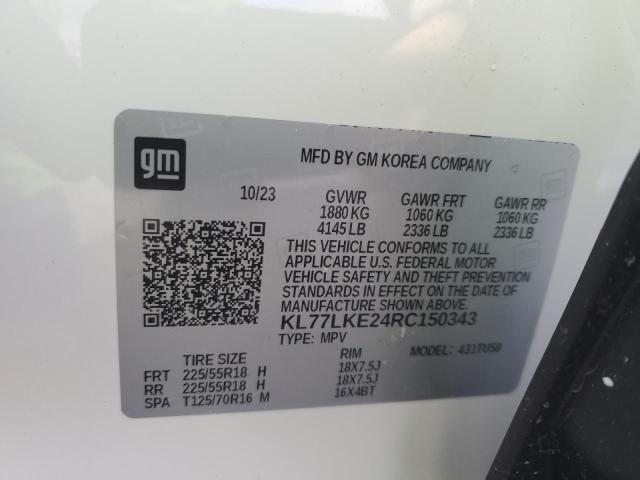 gm
MFD BY GM KOREA COMPANY
10/23 GVWR GAWR FRT GAWR RR
1880 KG 1060 KG 1060 KG
4145 LB 2336 LB 2336 LB
THIS VEHICLE CONFORMS TO ALL
APPLICABLE U.S. FEDERAL MOTOR
VEHICLE SAFETY AND THEFT PREVENTION
STANDARDS IN EFFECT ON THE DATE OF
MANUFACTURE SHOWN ABOVE.
KL77LKE24RC150343
TYPE: MPV MODEL: 431TU58
TIRE SIZE RIM
FRT 225/55R18 H 18X7.5J
RR 225/55R18 H 18X7.5J
SPA T125/70R16 M 16X4BT